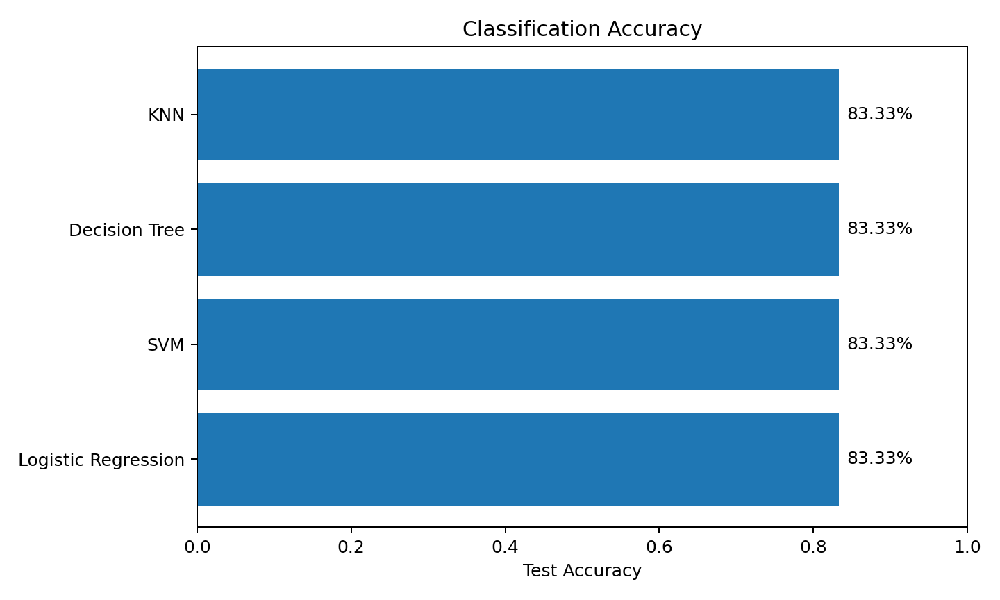 Classification Accuracy
KNN
83.33%
Decision Tree
83.33%
SVM
83.33%
Logistic Regression
83.33%
0.0 0.2 0.4 0.6 0.8 1.0
Test Accuracy